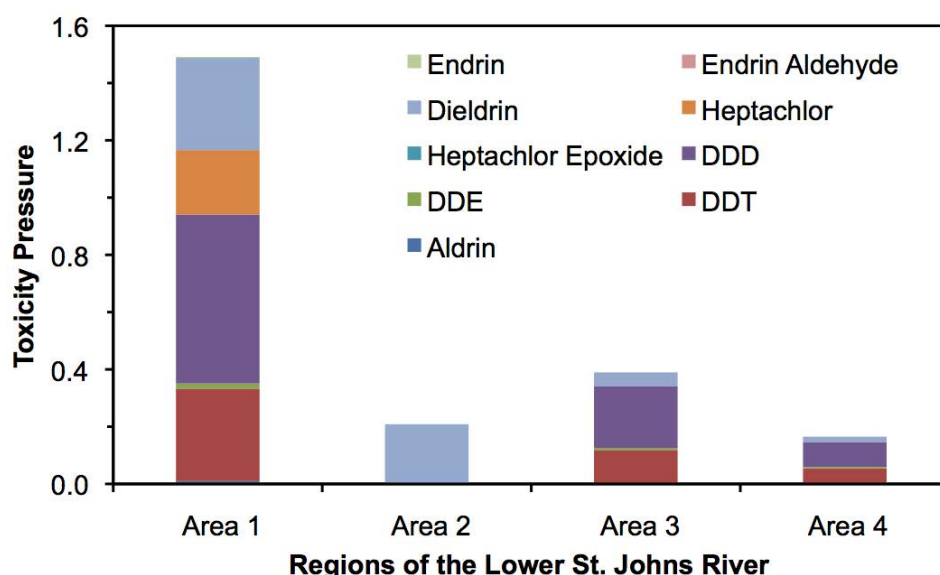 1.6
1.2
0.8
0.4
0.0
Toxicity Pressure
Endrin
Endrin Aldehyde
Dieldrin
Heptachlor
Heptachlor Epoxide
DDD
DDE
DDT
Aldrin
Area 1
Area 2
Area 3
Area 4
Regions of the Lower St. Johns River